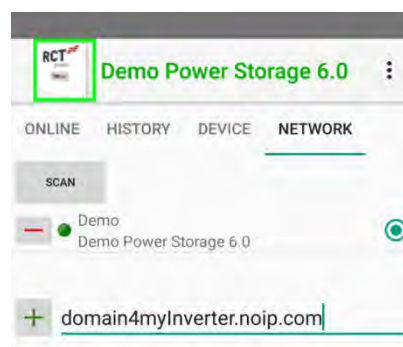 RCT
Demo Power Storage 6.0
ONLINE HISTORY DEVICE NETWORK
SCAN
Demo
Demo Power Storage 6.0
domain4myInverter.noip.com